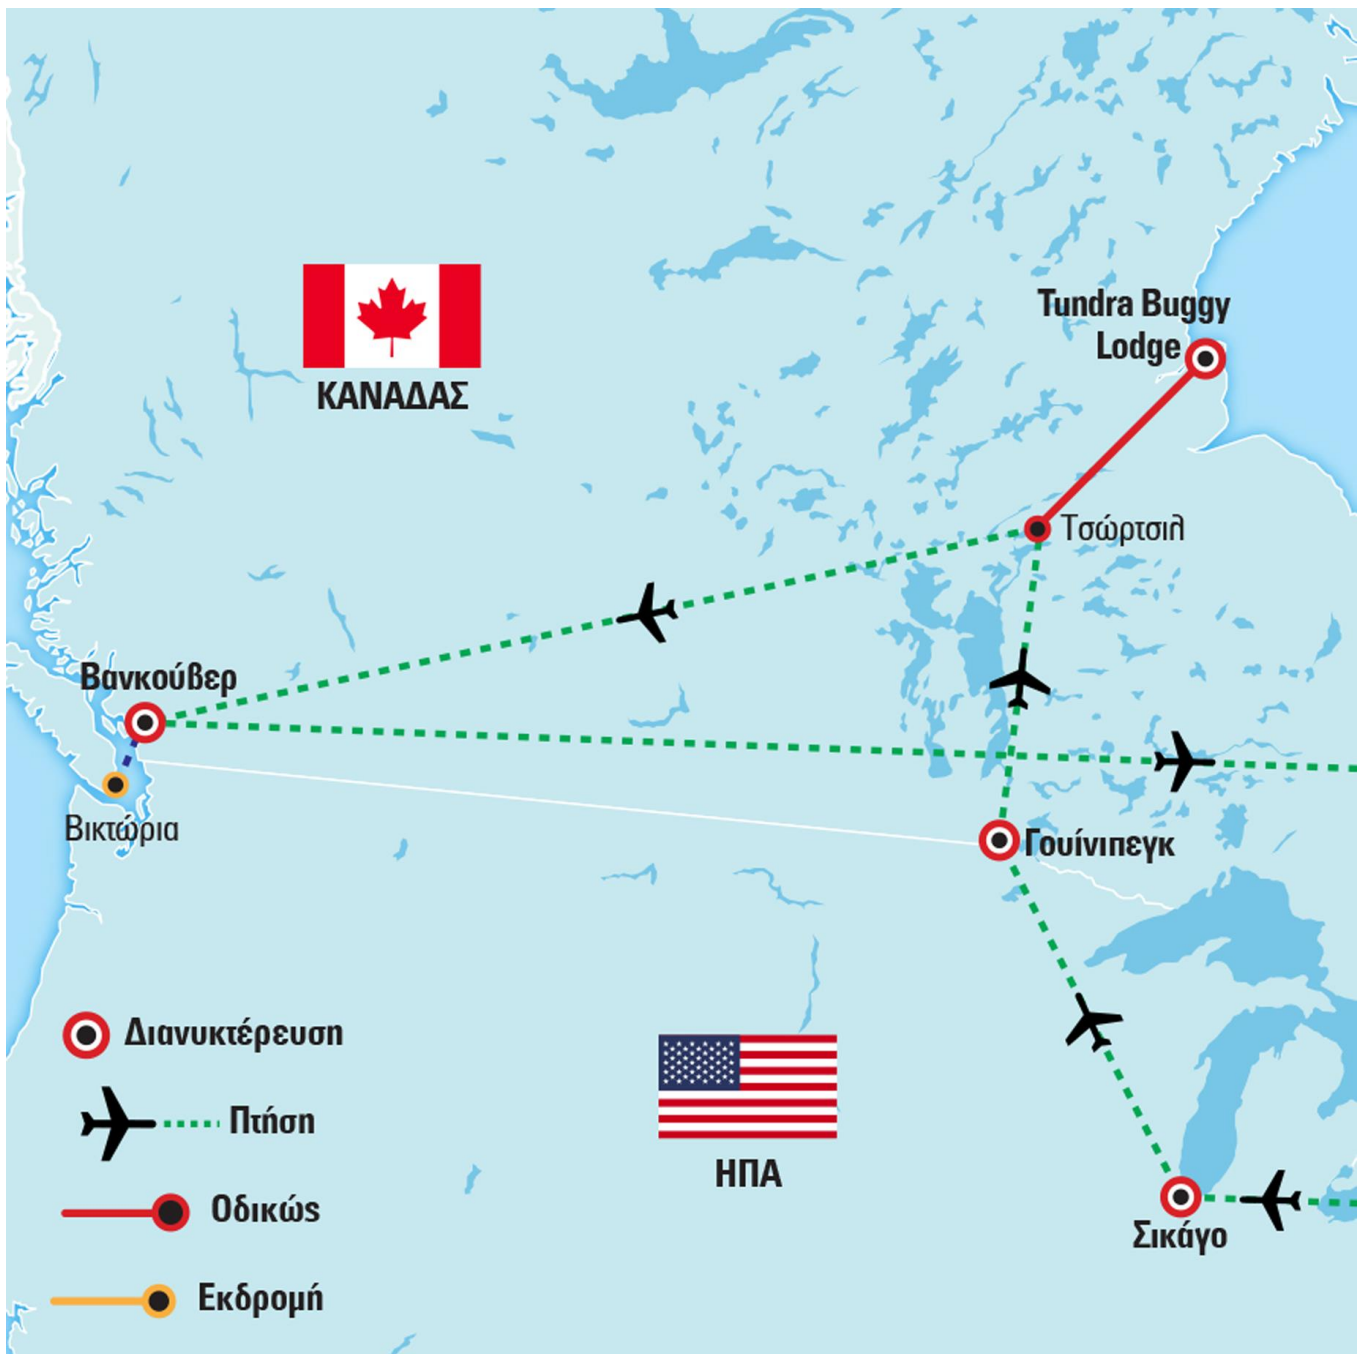 Tundra Buggy
Lodge
ΚΑΝΑΔΑΣ
Τσώρτσιλ
Βανκούβερ
Βικτώρια
Γουίνιπεγκ
Διανυκτέρευση
Πτήση
ΗΠΑ
Οδικώς
Σικάγο
Εκδρομή